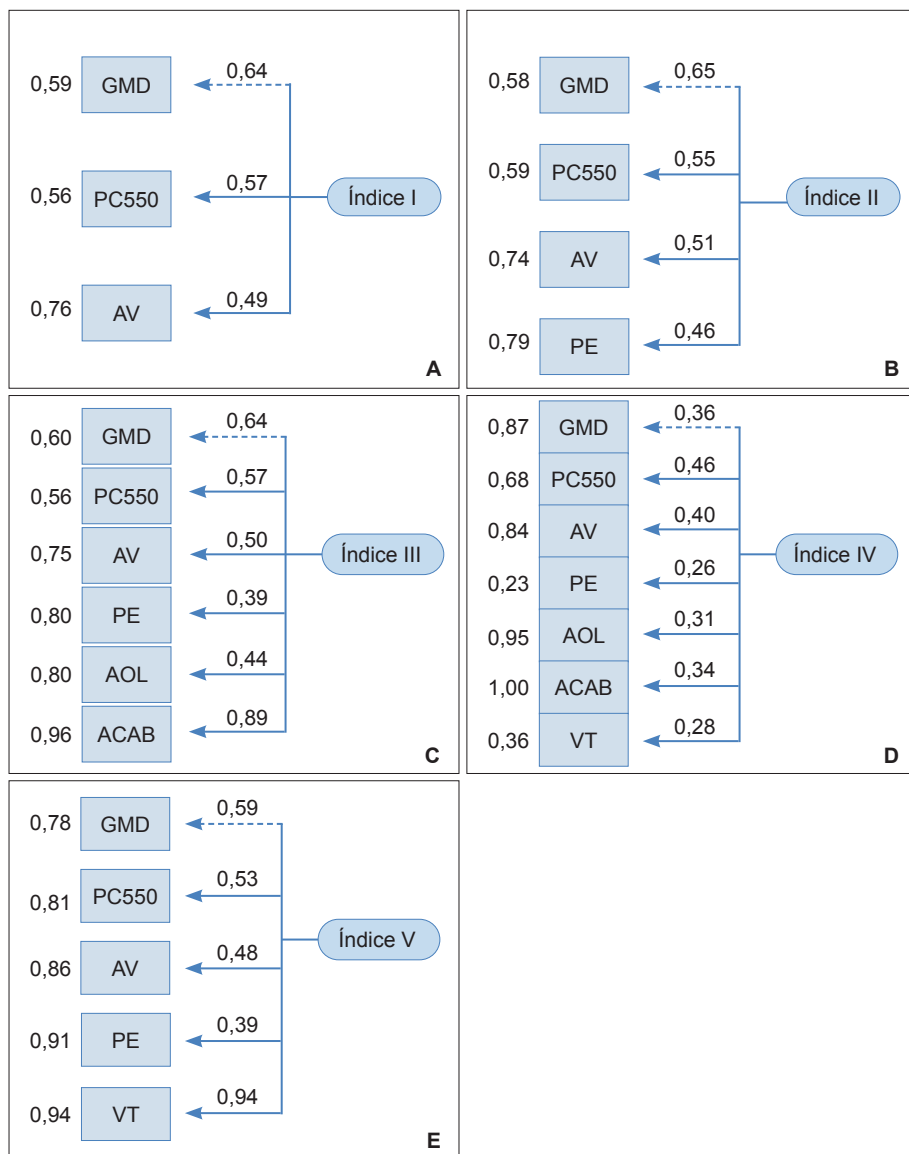 0,59 GMD 0,64
0,56 PC550 0,57 Índice I
0,76 AV 0,49
A
0,58 GMD 0,65
0,59 PC550 0,55
Índice II
0,74 AV 0,51
0,79 PE 0,46
B
0,60 GMD 0,64
0,56 PC550 0,57
0,75 AV 0,50 Índice III
0,80 PE 0,39
0,80 AOL 0,44
0,96 ACAB 0,89
C
0,87 GMD 0,36
0,68 PC550 0,46
0,84 AV 0,40 Índice IV
0,23 PE 0,26
0,95 AOL 0,31
1,00 ACAB 0,34
0,36 VT 0,28
D
0,78 GMD 0,59
0,81 PC550 0,53
Índice V
0,86 AV 0,48
0,91 PE 0,39
0,94 VT 0,94
E